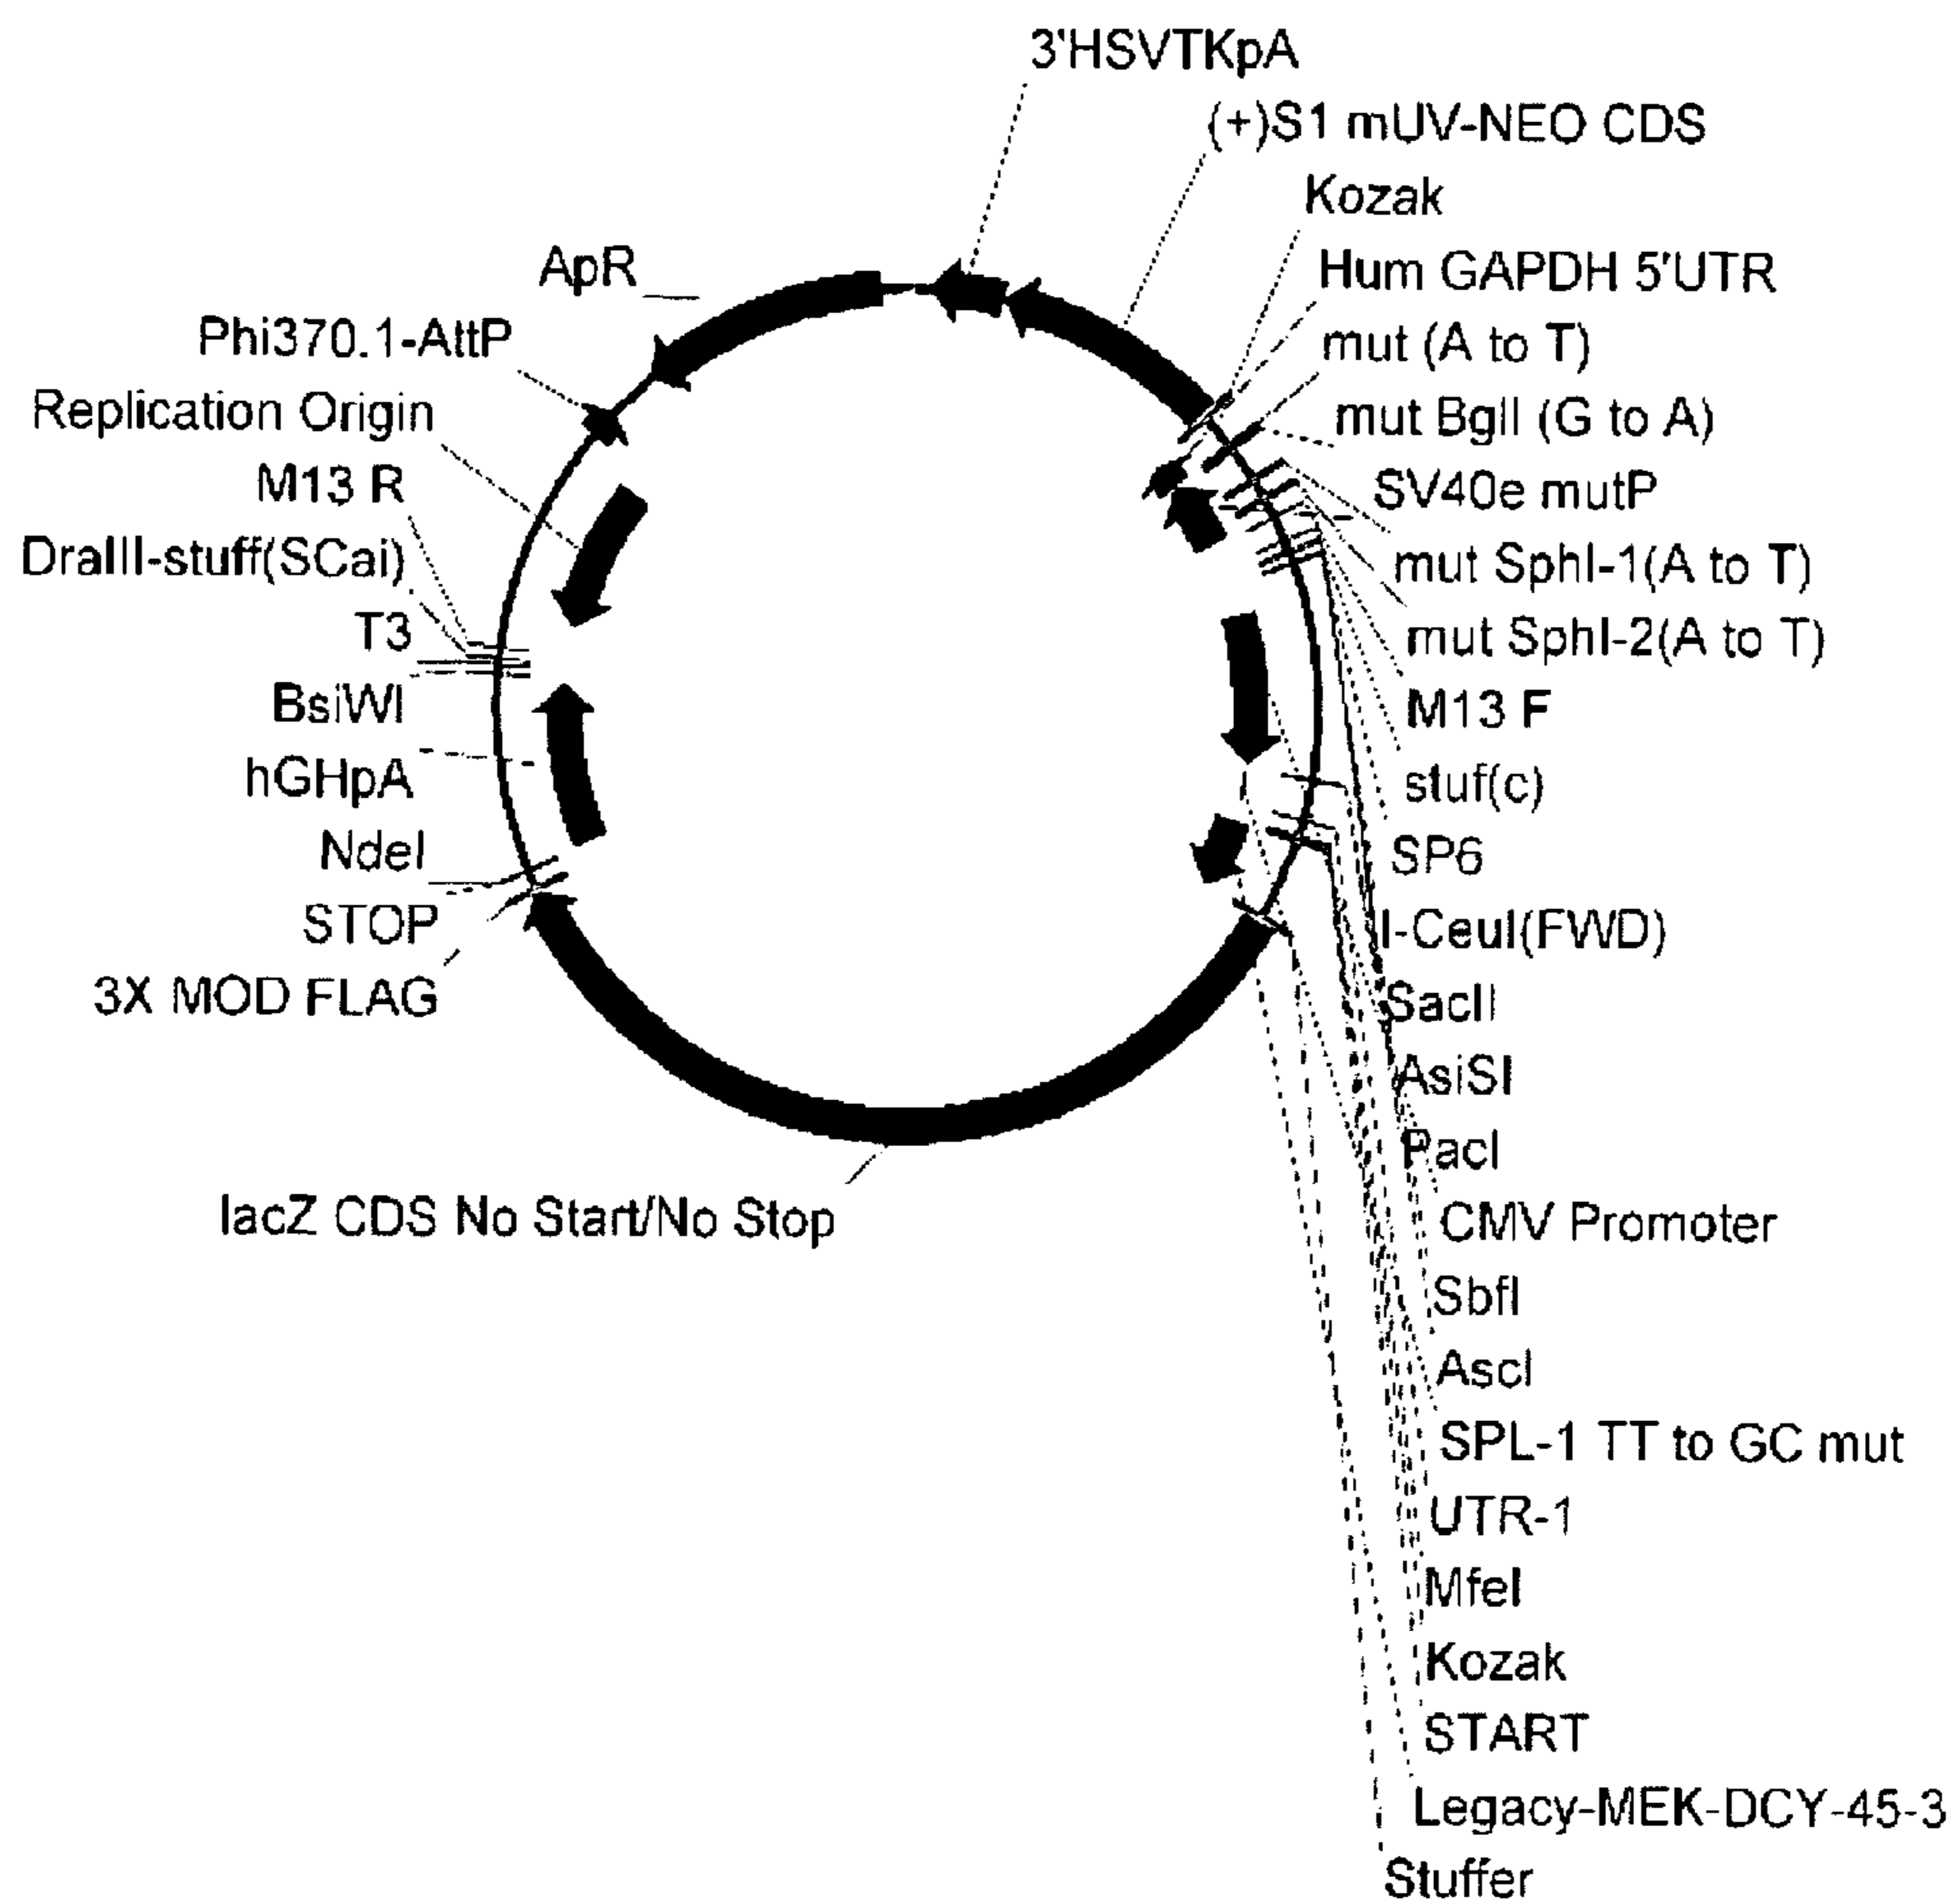 3'HSVTKpA
(+)S1 mUV-NEO CDS
Kozak
Hum GAPDH 5'UTR
mut (A to T)
mut BglI (G to A)
SV40e mutP
mut SphI-1(A to T)
mut SphI-2(A to T)
M13 F
stuf(c)
SP6
I-CeuI(FWD)
SacII
AsiSI
PacI
CMV Promoter
SbfI
AscI
SPL-1 TT to GC mut
UTR-1
MfeI
Kozak
START
Legacy-MEK-DCY-45-3
Stuffer
lacZ CDS No Start/No Stop
ApR
Phi370.1-AttP
Replication Origin
M13 R
DraIII-stuff(SCai)
T3
BsiWI
hGHpA
NdeI
STOP
3X MOD FLAG